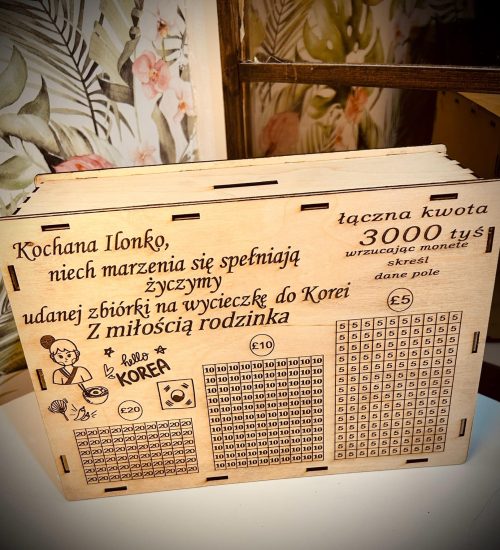 Kochana Ilonko,
niech marzenia się spełniają
życzymy
udanej zbiórki na wycieczkę do Korei
Z miłością rodzinka
łączna kwota
3000 tyś
wrzucając monete
skreśl
dane pole
hello
KOREA
£20
£10
£5